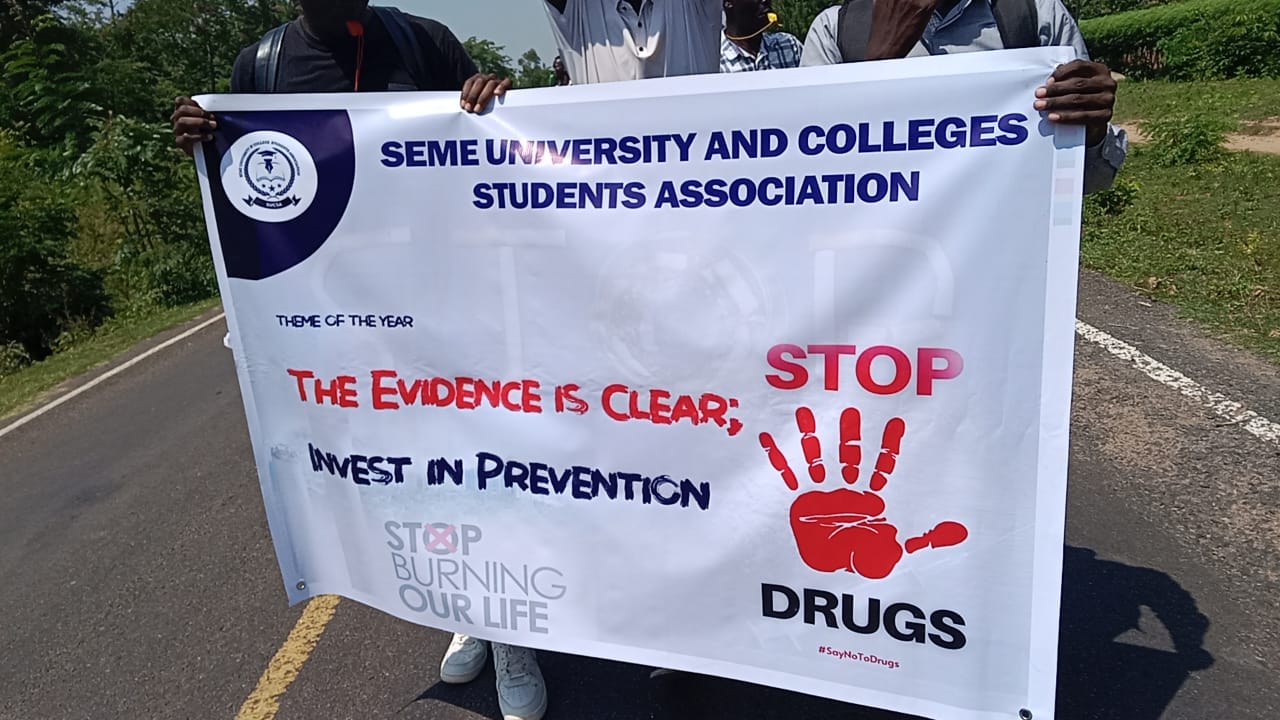 SEME UNIVERSITY AND COLLEGES
STUDENTS ASSOCIATION
THEME OF THE YEAR
THE EVIDENCE IS CLEAR;
INVEST IN PREVENTION
STOP
BURNING
OUR LIFE
STOP
DRUGS
#SayNoToDrugs